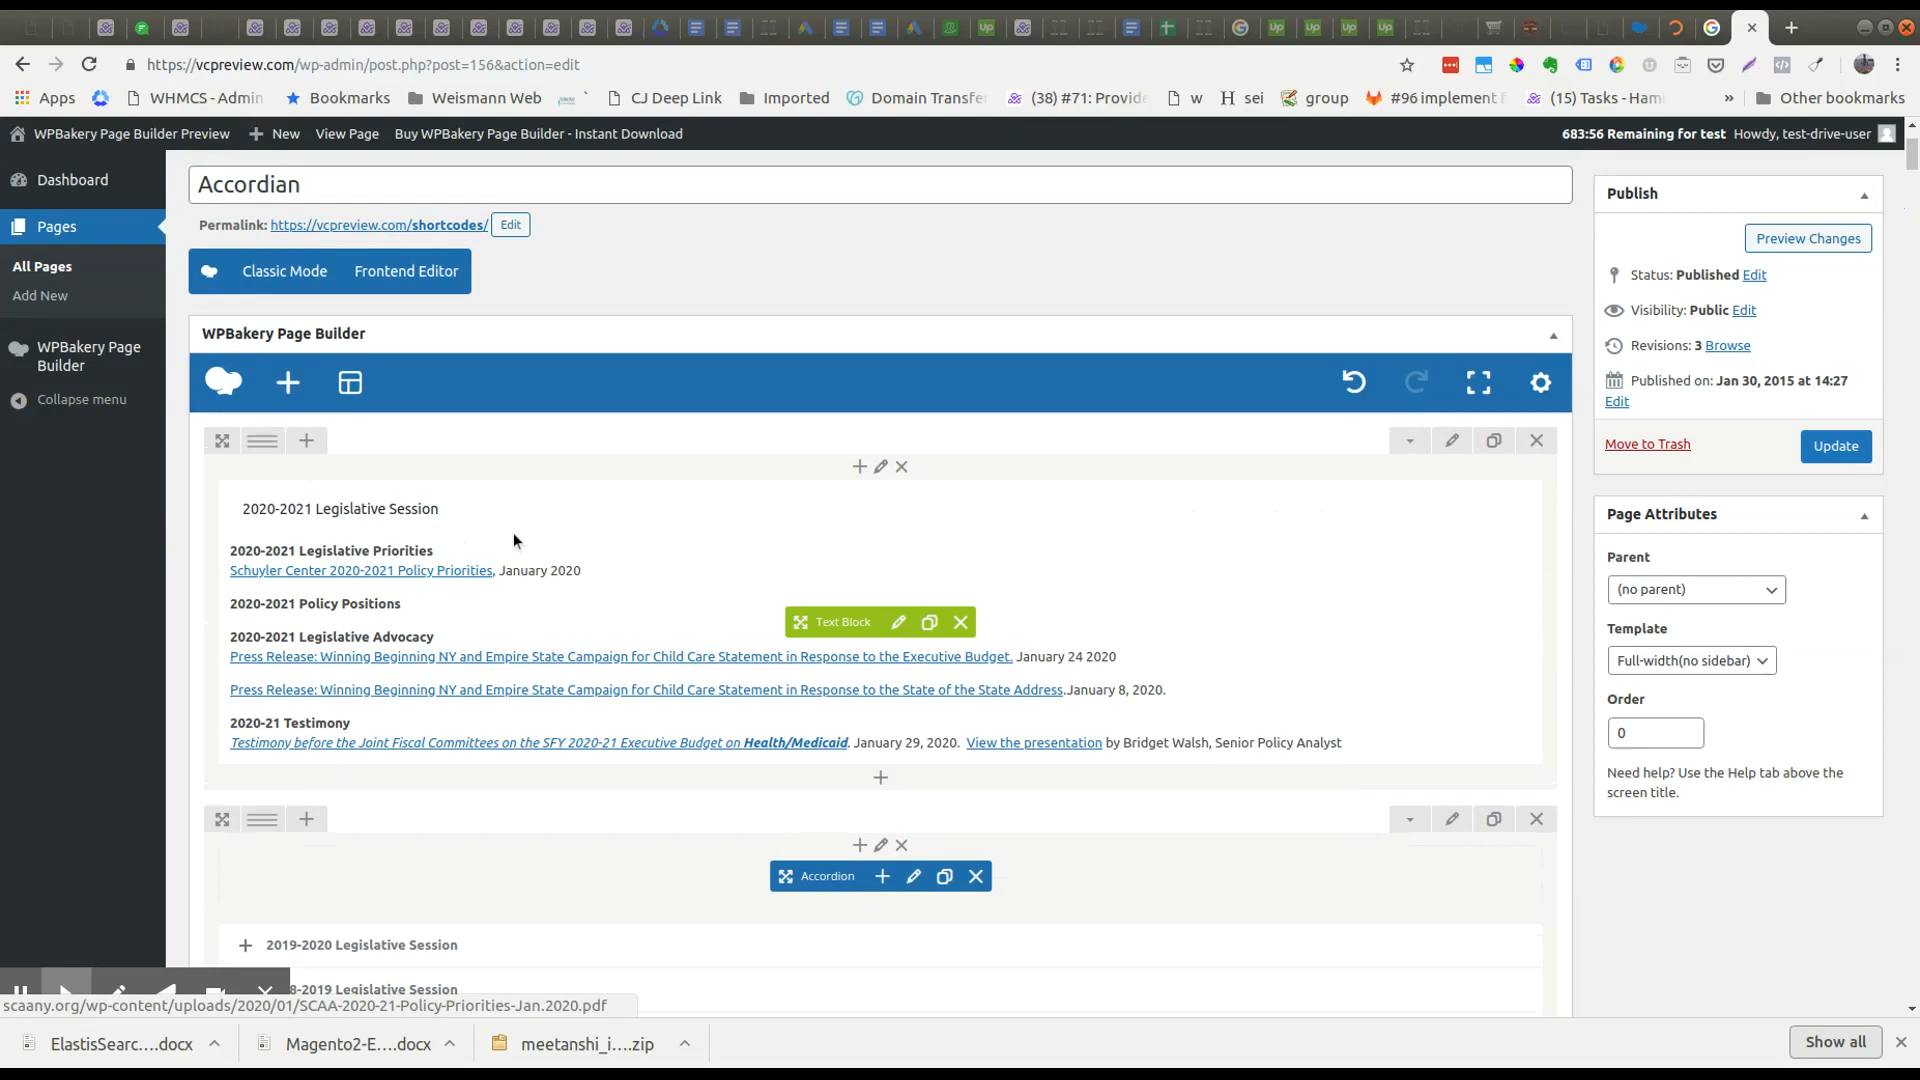 https://vcpreview.com/wp-admin/post.php?post=156&action=edit
Apps
WHMCS - Admin
Bookmarks
Weismann Web
CJ Deep Link
Imported
Domain Transfe
(38) #71: Provide
w
sei
group
#96 implement f
(15) Tasks - Ham
»
Other bookmarks
WPBakery Page Builder Preview
New
View Page
Buy WPBakery Page Builder - Instant Download
683:56 Remaining for test
Howdy, test-drive-user
Dashboard
Pages
All Pages
Add New
WPBakery Page
Builder
Collapse menu
Accordian
Permalink: https://vcpreview.com/shortcodes/ Edit
Classic Mode
Frontend Editor
WPBakery Page Builder
2020-2021 Legislative Session
2020-2021 Legislative Priorities
Schuyler Center 2020-2021 Policy Priorities, January 2020
2020-2021 Policy Positions
Text Block
2020-2021 Legislative Advocacy
Press Release: Winning Beginning NY and Empire State Campaign for Child Care Statement in Response to the Executive Budget. January 24 2020
Press Release: Winning Beginning NY and Empire State Campaign for Child Care Statement in Response to the State of the State Address.January 8, 2020.
2020-21 Testimony
Testimony before the Joint Fiscal Committees on the SFY 2020-21 Executive Budget on Health/Medicaid. January 29, 2020. View the presentation by Bridget Walsh, Senior Policy Analyst
Accordion
2019-2020 Legislative Session
8-2019 Legislative Session
Publish
Preview Changes
Status: Published Edit
Visibility: Public Edit
Revisions: 3 Browse
Published on: Jan 30, 2015 at 14:27
Edit
Move to Trash
Update
Page Attributes
Parent
(no parent)
Template
Full-width(no sidebar)
Order
0
Need help? Use the Help tab above the
screen title.
scaany.org/wp-content/uploads/2020/01/SCAA-2020-21-Policy-Priorities-Jan.2020.pdf
ElastisSearc....docx
Magento2-E....docx
meetanshi_i....zip
Show all